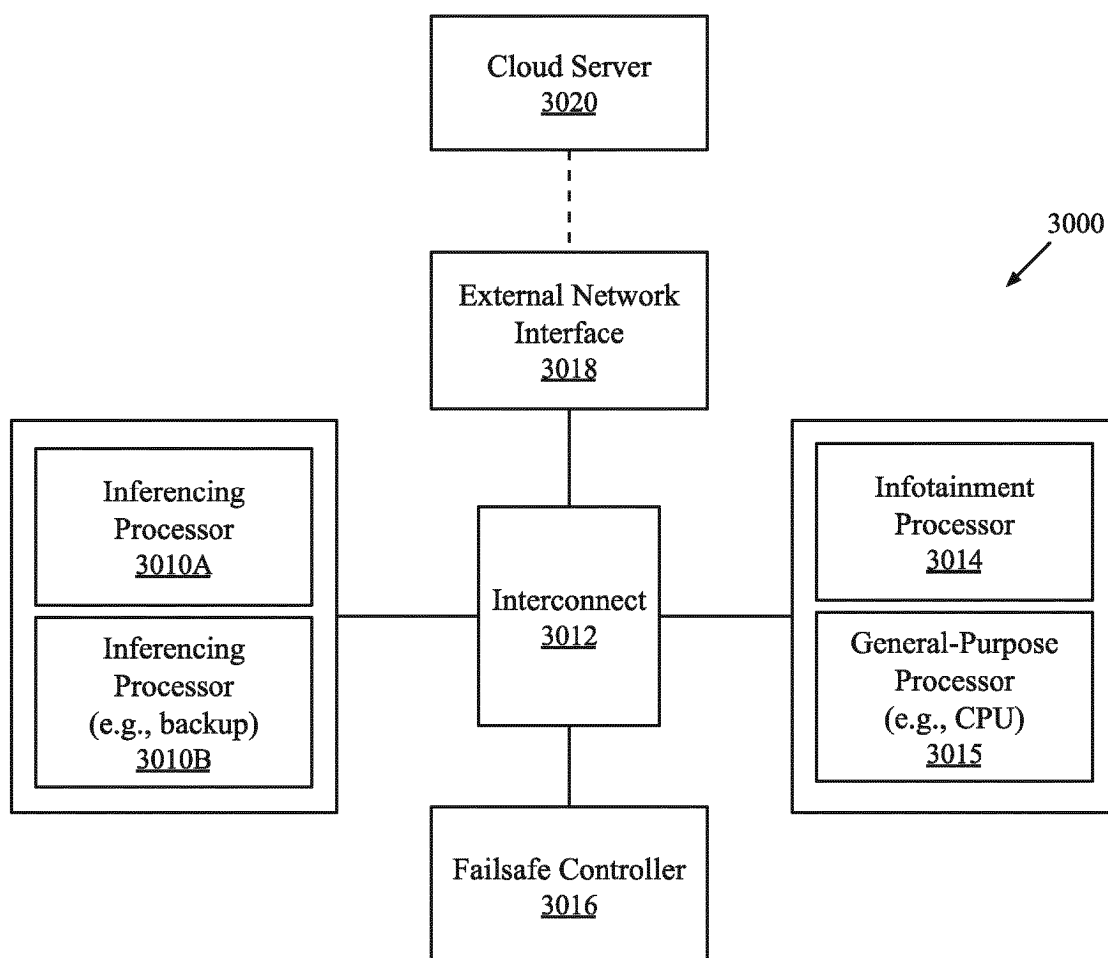 Cloud Server
3020
3000
External Network
Interface
3018
Inferencing
Processor
3010A
Inferencing
Processor
(e.g., backup)
3010B
Interconnect
3012
Infotainment
Processor
3014
General-Purpose
Processor
(e.g., CPU)
3015
Failsafe Controller
3016